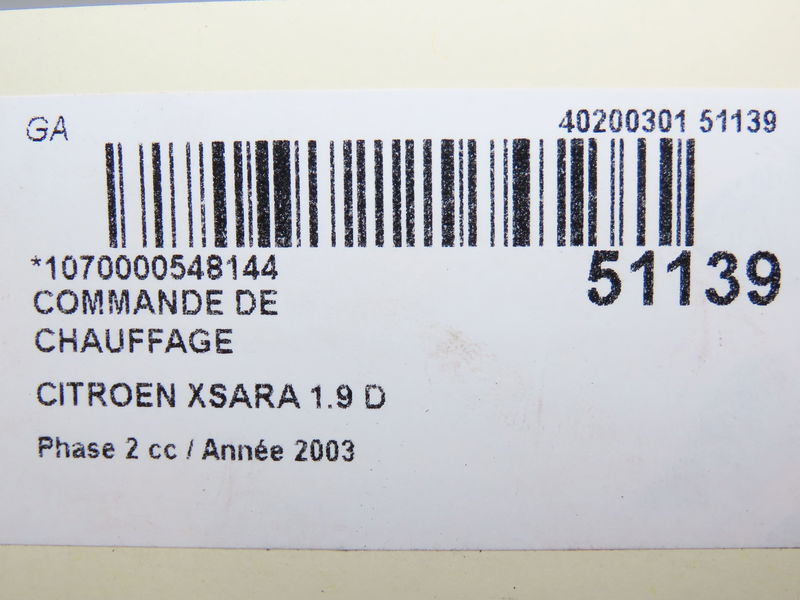 GA
40200301 51139
*1070000548144
51139
COMMANDE DE
CHAUFFAGE
CITROEN XSARA 1.9 D
Phase 2 cc / Année 2003